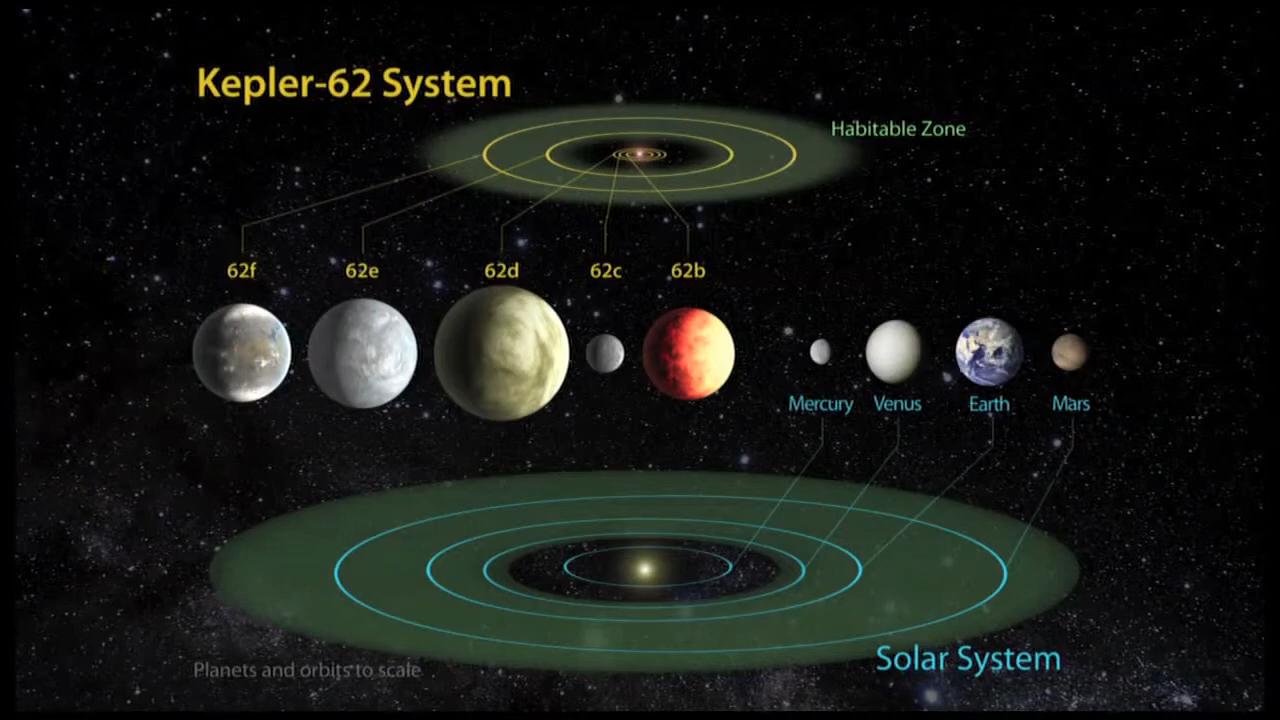 Kepler-62 System
Habitable Zone
62f 62e 62d 62c 62b
Mercury Venus Earth Mars
Solar System
Planets and orbits to scale